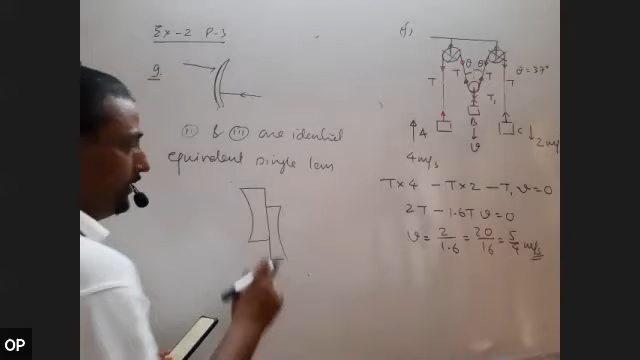 Ex-2 P-3
9.
(ii) & (iii) are identical
equivalent single lens
θ θ
θ = 37°
T T T T
T₁
A
B
C
4 m/s
v
2 m/s
T×4 - T×2 - T₁ v = 0
2T - 1.6T v = 0
v = 2/1.6 = 20/16 = 5/4 m/s
OP